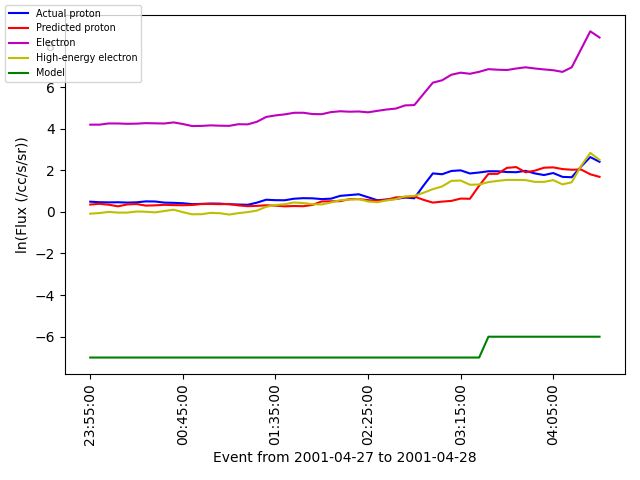 Actual proton
Predicted proton
Electron
High-energy electron
Model
8
6
4
2
0
−2
−4
−6
ln(Flux (/cc/s/sr))
23:55:00
00:45:00
01:35:00
02:25:00
03:15:00
04:05:00
Event from 2001-04-27 to 2001-04-28